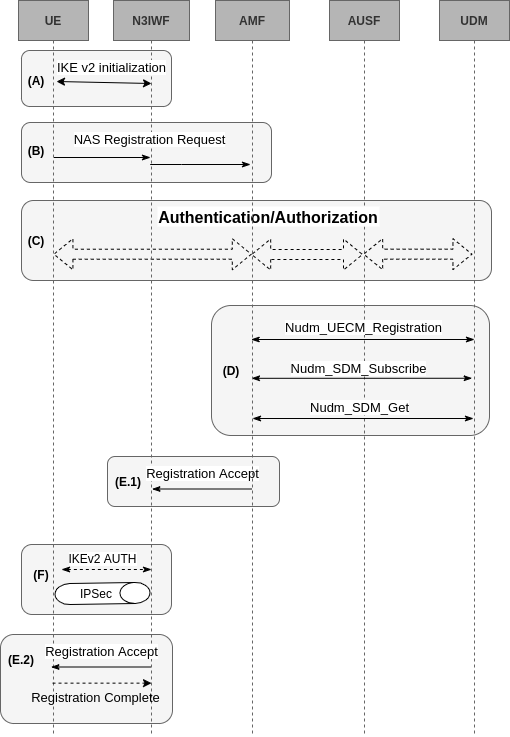 UE N3IWF AMF AUSF UDM
IKE v2 initialization
(A)
NAS Registration Request
(B)
Authentication/Authorization
(C)
Nudm_UECM_Registration
Nudm_SDM_Subscribe
(D)
Nudm_SDM_Get
Registration Accept
(E.1)
IKEv2 AUTH
(F)
IPSec
Registration Accept
(E.2)
Registration Complete